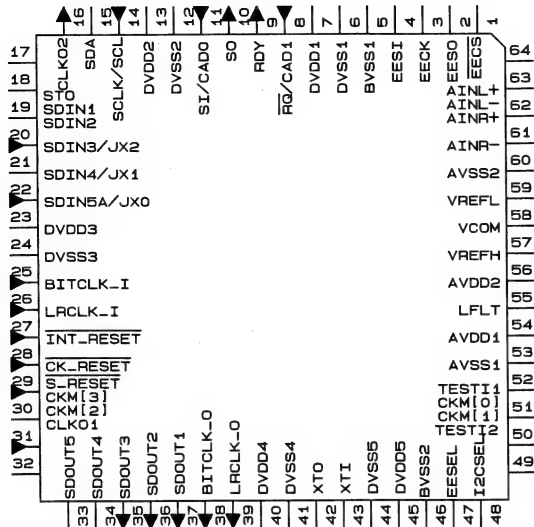 16 15 14 13 12 11 10 9 8 7 6 5 4 3 2 1
CLKO2
SDA
SCLK/SCL
DVDD2
DVSS2
SI/CAD0
SO
RDY
RQ/CAD1
DVDD1
DVSS1
BVSS1
EESI
EECK
EESO
EECS
17
18
19
20
21
22
23
24
25
26
27
28
29
30
31
32
STO
SDIN1
SDIN2
SDIN3/JX2
SDIN4/JX1
SDIN5A/JX0
DVDD3
DVSS3
BITCLK_I
LRCLK_I
INT_RESET
CK_RESET
S_RESET
CKM[3]
CKM[2]
CLKO1
AINL+
AINL-
AINR+
AINR-
AVSS2
VREFL
VCOM
VREFH
AVDD2
LFLT
AVDD1
AVSS1
TESTI1
CKM[0]
CKM[1]
TESTI2
64
63
62
61
60
59
58
57
56
55
54
53
52
51
50
49
SDOUT5
SDOUT4
SDOUT3
SDOUT2
SDOUT1
BITCLK_O
LRCLK_O
DVDD4
DVSS4
XTO
XTI
DVSS5
DVDD5
BVSS2
EESEL
I2CSEL
33 34 35 36 37 38 39 40 41 42 43 44 45 46 47 48